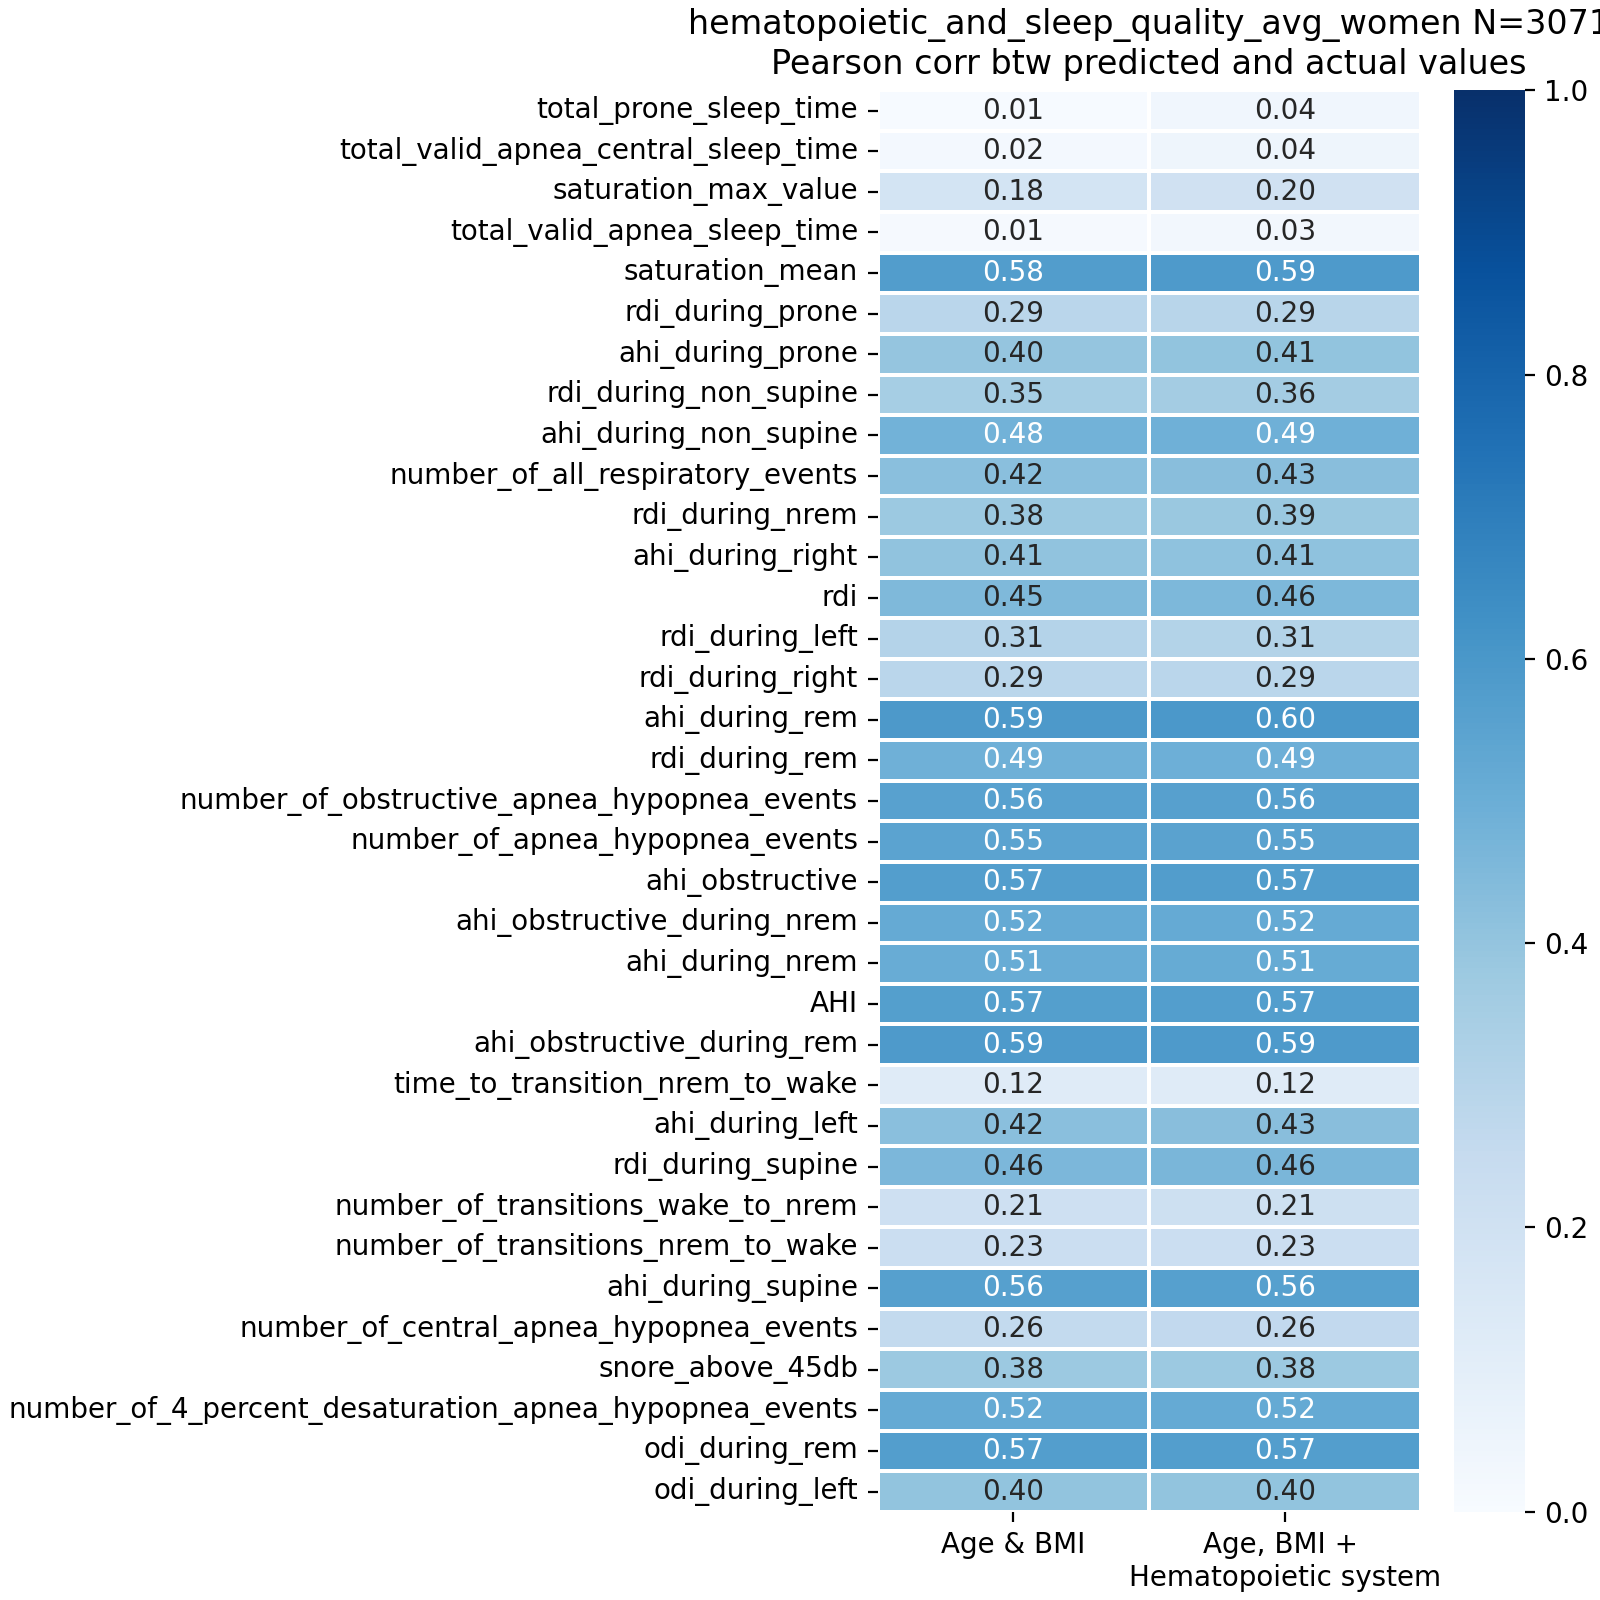 hematopoietic_and_sleep_quality_avg_women N=3071
Pearson corr btw predicted and actual values
total_prone_sleep_time 0.01 0.04
total_valid_apnea_central_sleep_time 0.02 0.04
saturation_max_value 0.18 0.20
total_valid_apnea_sleep_time 0.01 0.03
saturation_mean 0.58 0.59
rdi_during_prone 0.29 0.29
ahi_during_prone 0.40 0.41
rdi_during_non_supine 0.35 0.36
ahi_during_non_supine 0.48 0.49
number_of_all_respiratory_events 0.42 0.43
rdi_during_nrem 0.38 0.39
ahi_during_right 0.41 0.41
rdi 0.45 0.46
rdi_during_left 0.31 0.31
rdi_during_right 0.29 0.29
ahi_during_rem 0.59 0.60
rdi_during_rem 0.49 0.49
number_of_obstructive_apnea_hypopnea_events 0.56 0.56
number_of_apnea_hypopnea_events 0.55 0.55
ahi_obstructive 0.57 0.57
ahi_obstructive_during_nrem 0.52 0.52
ahi_during_nrem 0.51 0.51
AHI 0.57 0.57
ahi_obstructive_during_rem 0.59 0.59
time_to_transition_nrem_to_wake 0.12 0.12
ahi_during_left 0.42 0.43
rdi_during_supine 0.46 0.46
number_of_transitions_wake_to_nrem 0.21 0.21
number_of_transitions_nrem_to_wake 0.23 0.23
ahi_during_supine 0.56 0.56
number_of_central_apnea_hypopnea_events 0.26 0.26
snore_above_45db 0.38 0.38
number_of_4_percent_desaturation_apnea_hypopnea_events 0.52 0.52
odi_during_rem 0.57 0.57
odi_during_left 0.40 0.40
Age & BMI
Age, BMI +
Hematopoietic system
1.0
0.8
0.6
0.4
0.2
0.0